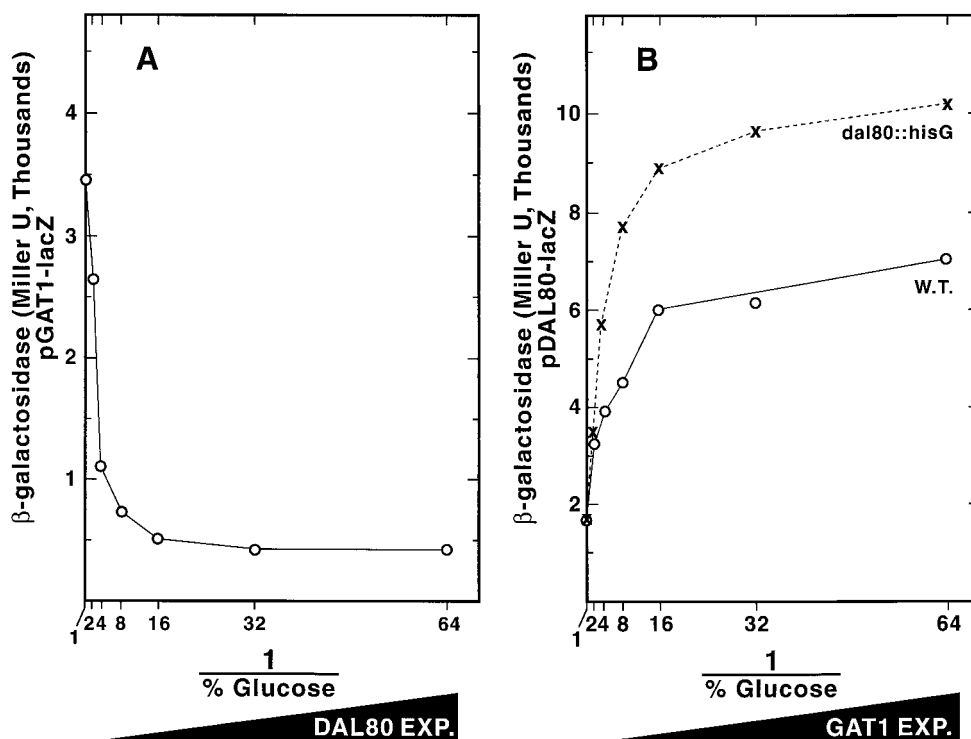 A
β-galactosidase (Miller U, Thousands)
pGAT1-lacZ
4
3
2
1
1 2 4 8 16 32 64
1
% Glucose
DAL80 EXP.
B
β-galactosidase (Miller U, Thousands)
pDAL80-lacZ
10
8
6
4
2
dal80::hisG
W.T.
1 2 4 8 16 32 64
1
% Glucose
GAT1 EXP.